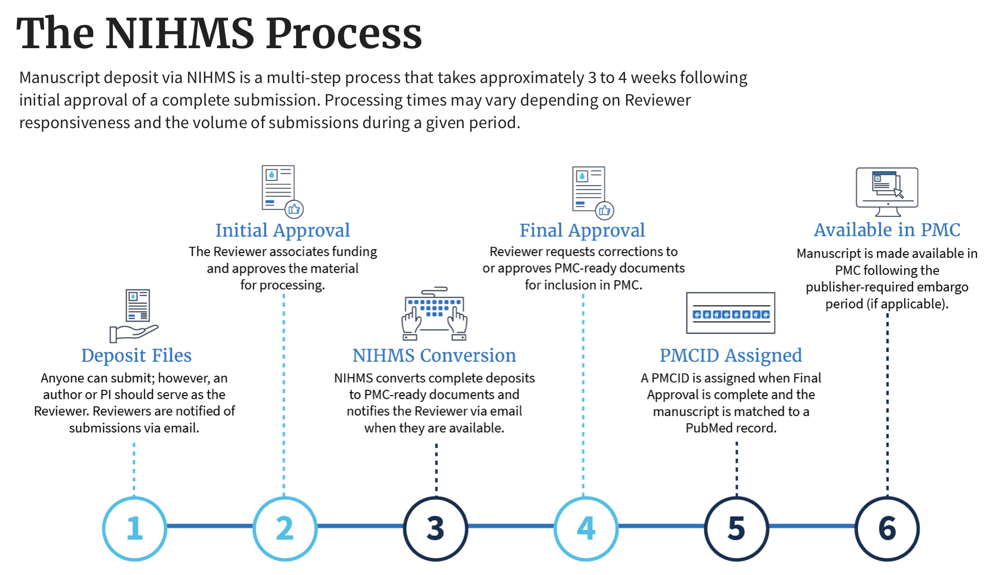 The NIHMS Process
Manuscript deposit via NIHMS is a multi-step process that takes approximately 3 to 4 weeks following
initial approval of a complete submission. Processing times may vary depending on Reviewer
responsiveness and the volume of submissions during a given period.
Deposit Files
Anyone can submit; however, an
author or PI should serve as the
Reviewer. Reviewers are notified of
submissions via email.
Initial Approval
The Reviewer associates funding
and approves the material
for processing.
NIHMS Conversion
NIHMS converts complete deposits
to PMC-ready documents and
notifies the Reviewer via email
when they are available.
Final Approval
Reviewer requests corrections to
or approves PMC-ready documents
for inclusion in PMC.
########
PMCID Assigned
A PMCID is assigned when Final
Approval is complete and the
manuscript is matched to a
PubMed record.
Available in PMC
Manuscript is made available in
PMC following the
publisher-required embargo
period (if applicable).
1 2 3 4 5 6